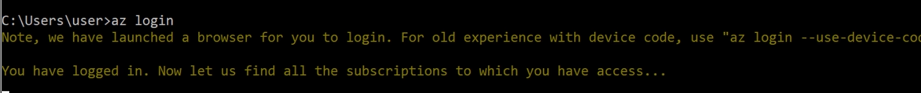 C:\Users\user>az login
Note, we have launched a browser for you to login. For old experience with device code, use "az login --use-device-co
You have logged in. Now let us find all the subscriptions to which you have access...